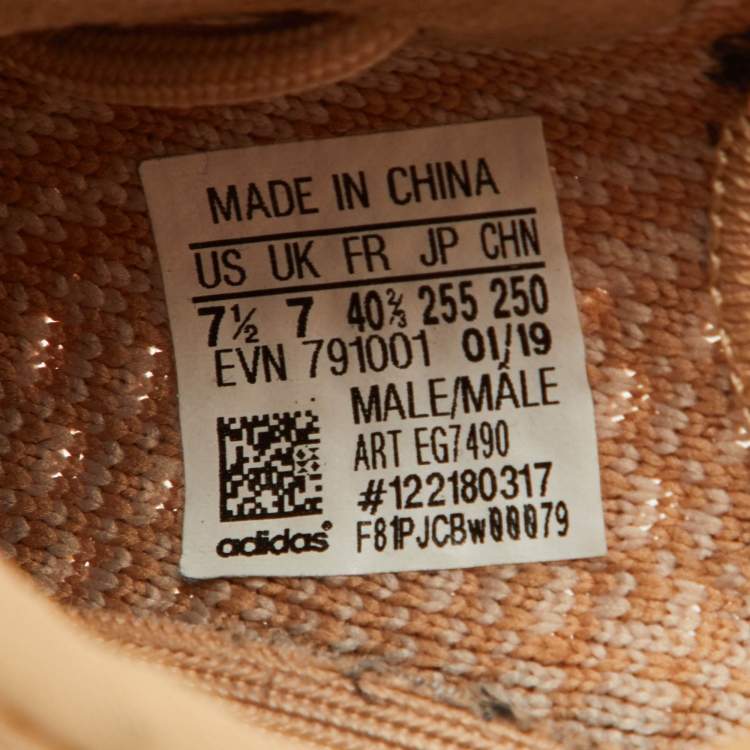 MADE IN CHINA
US UK FR JP CHN
7½ 7 40⅔ 255 250
EVN 791001 01/19
MALE/MÂLE
ART EG7490
#122180317
adidas® F81PJCBw00079